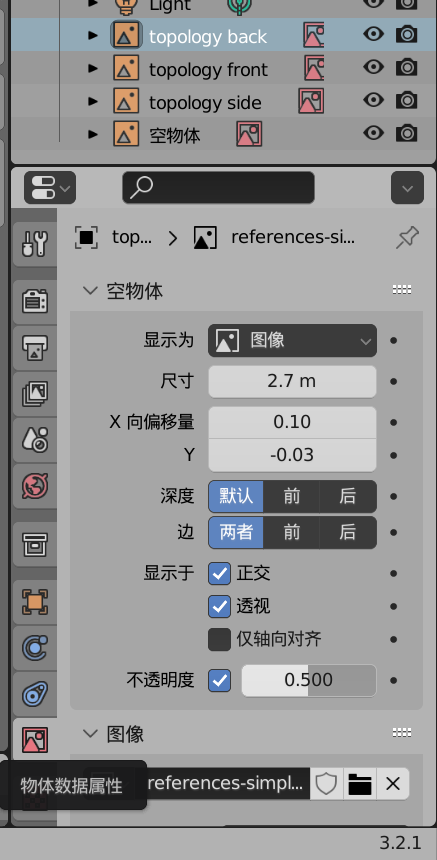 Light
topology back
topology front
topology side
空物体
top... references-si...
空物体
显示为 图像
尺寸 2.7 m
X 向偏移量 0.10
Y -0.03
深度 默认 前 后
边 两者 前 后
显示于 正交
透视
仅轴向对齐
不透明度 0.500
图像
物体数据属性 references-simpl...
3.2.1